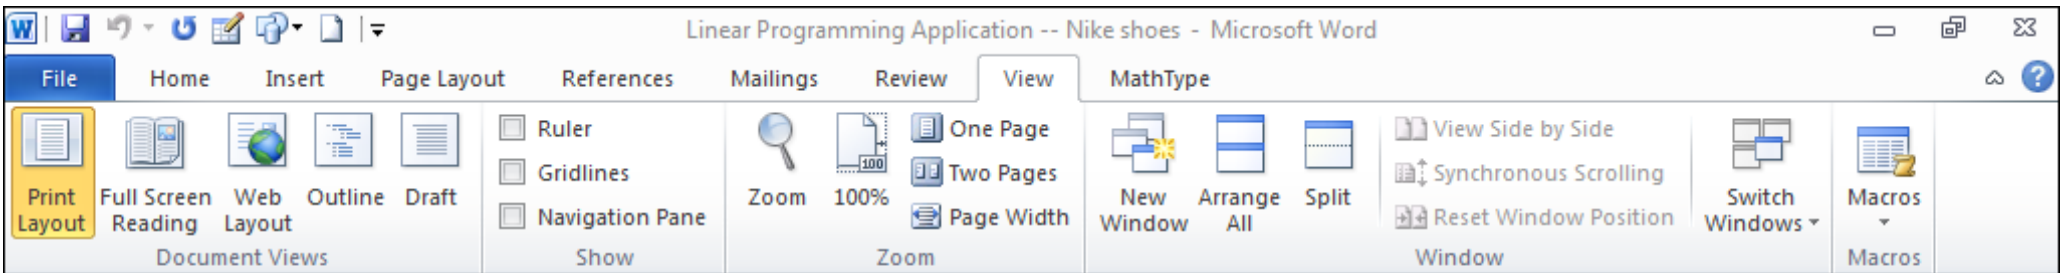 W
Linear Programming Application -- Nike shoes - Microsoft Word
File Home Insert Page Layout References Mailings Review View MathType
?
Print Layout
Full Screen Reading
Web Layout
Outline
Draft
Document Views
Ruler
Gridlines
Navigation Pane
Show
Zoom
100
100%
One Page
Two Pages
Page Width
Zoom
New Window
Arrange All
Split
View Side by Side
Synchronous Scrolling
Reset Window Position
Switch Windows
Window
Macros
Macros